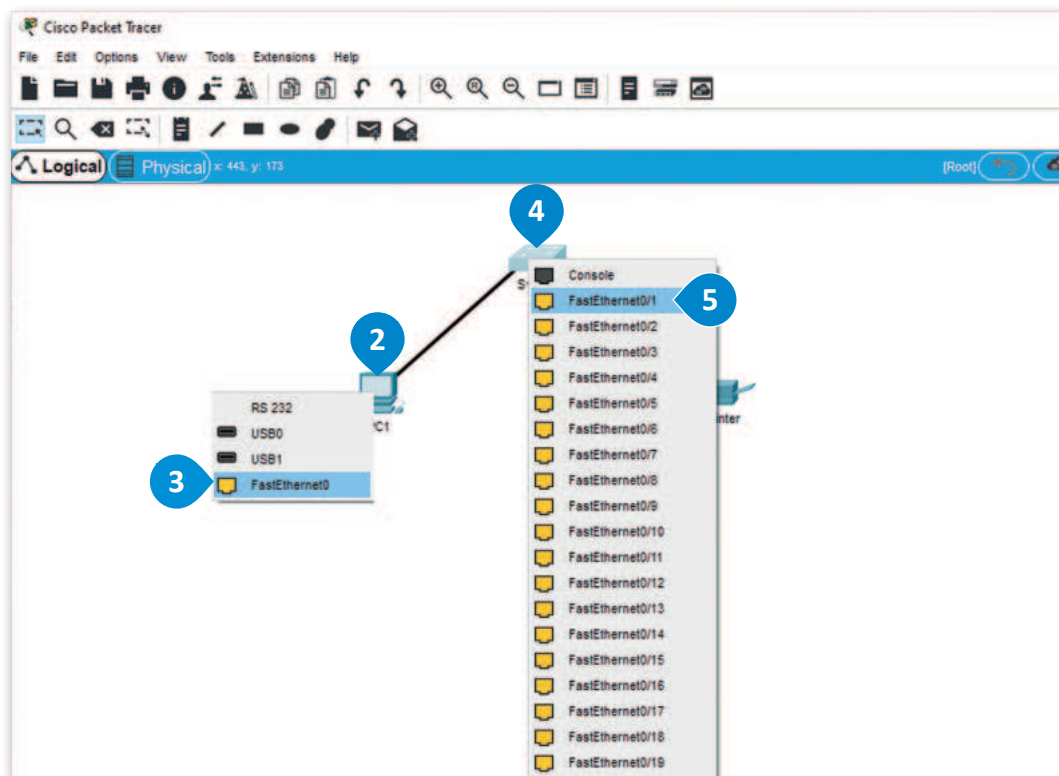 Cisco Packet Tracer
File Edit Options View Tools Extensions Help
Logical Physical x: 443, y: 173 [Root]
4
Console
FastEthernet0/1
5
FastEthernet0/2
2
FastEthernet0/3
FastEthernet0/4
RS 232
FastEthernet0/5
USB0
FastEthernet0/6
USB1
FastEthernet0/7
3
FastEthernet0
FastEthernet0/8
FastEthernet0/9
FastEthernet0/10
FastEthernet0/11
FastEthernet0/12
FastEthernet0/13
FastEthernet0/14
FastEthernet0/15
FastEthernet0/16
FastEthernet0/17
FastEthernet0/18
FastEthernet0/19